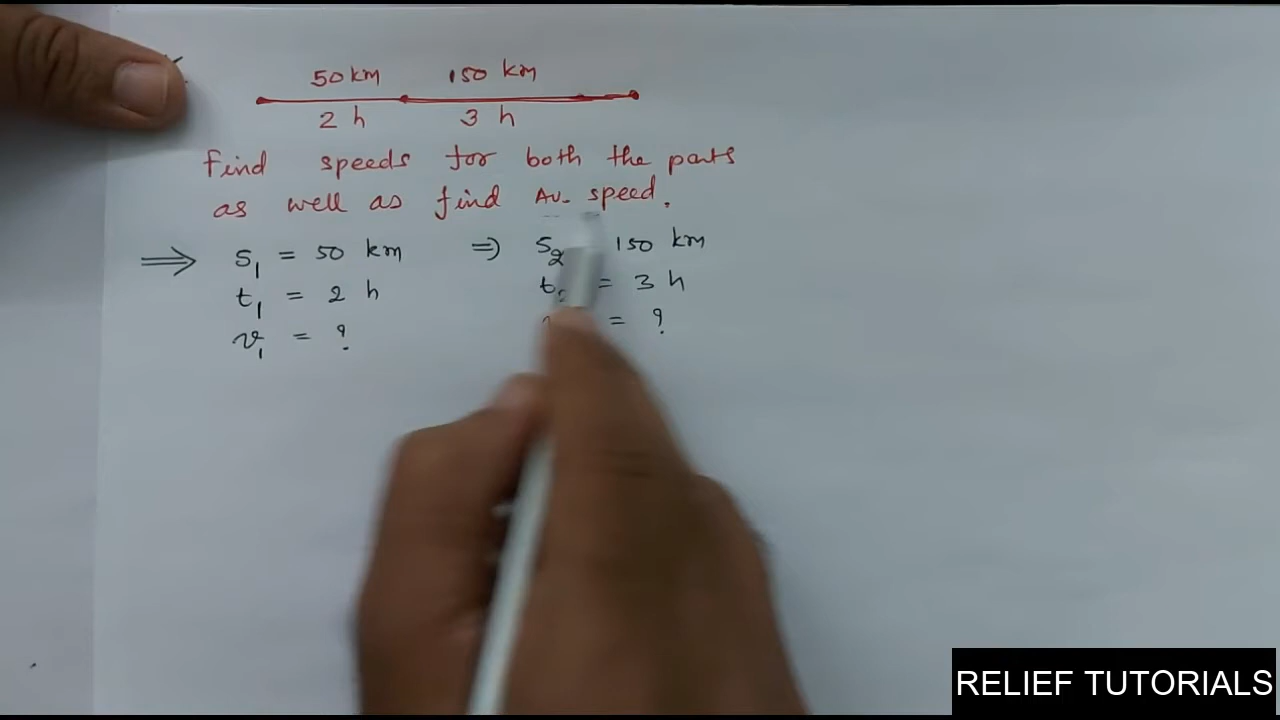 50 km 150 km
2 h 3 h
Find speeds for both the parts
as well as find Av. speed.
⟹ S₁ = 50 km ⇒ S₂ 150 km
t₁ = 2 h t = 3 h
v₁ = ? = ?
RELIEF TUTORIALS